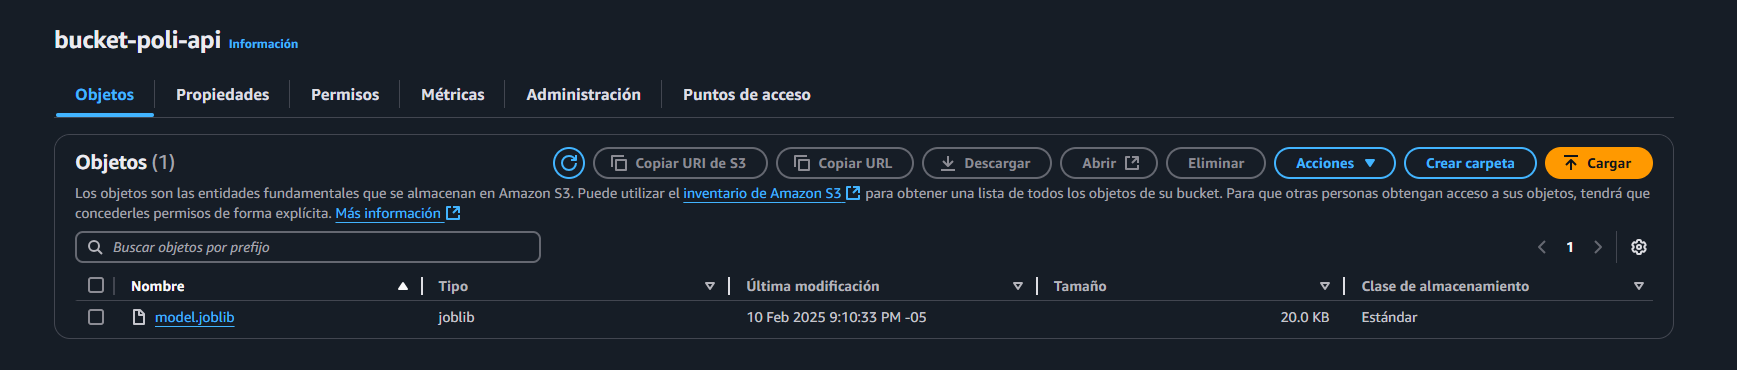 bucket-poli-api Información
Objetos Propiedades Permisos Métricas Administración Puntos de acceso
Objetos (1) Copiar URI de S3 Copiar URL Descargar Abrir Eliminar Acciones Crear carpeta Cargar
Los objetos son las entidades fundamentales que se almacenan en Amazon S3. Puede utilizar el inventario de Amazon S3 para obtener una lista de todos los objetos de su bucket. Para que otras personas obtengan acceso a sus objetos, tendrá que
concederles permisos de forma explícita. Más información
Buscar objetos por prefijo 1
Nombre Tipo Última modificación Tamaño Clase de almacenamiento
model.joblib joblib 10 Feb 2025 9:10:33 PM -05 20.0 KB Estándar